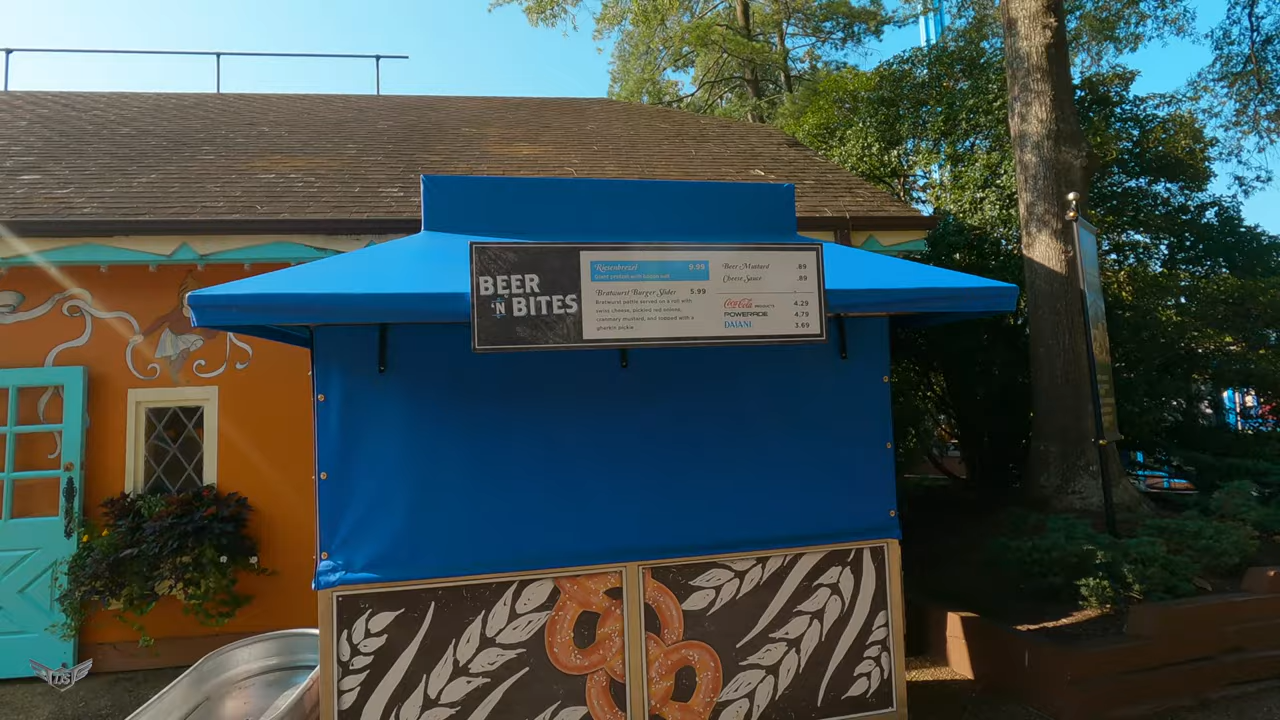 BEER
'N BITES
Riesenbrezel 9.99
Giant pretzel with kosher salt
Bratwurst Burger Slider 5.99
Bratwurst pattie served on a roll with
swiss cheese, pickled red onions,
rosemary mustard, and topped with a
gherkin pickle
Beer Mustard .89
Cheese Sauce .89
Coca-Cola PRODUCTS 4.29
POWERADE 4.79
DASANI 3.69